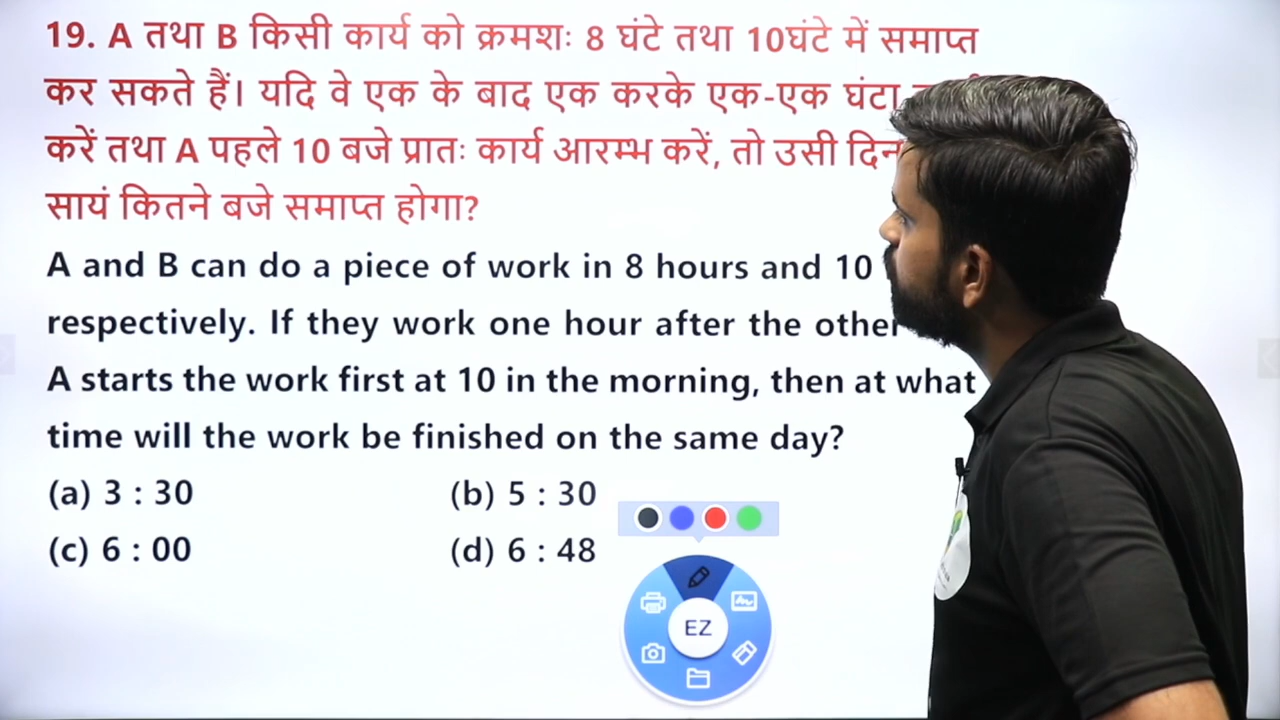 19. A तथा B किसी कार्य को क्रमशः 8 घंटे तथा 10घंटे में समाप्त
कर सकते हैं। यदि वे एक के बाद एक करके एक-एक घंटा
करें तथा A पहले 10 बजे प्रातः कार्य आरम्भ करें, तो उसी दिन
सायं कितने बजे समाप्त होगा?
A and B can do a piece of work in 8 hours and 10
respectively. If they work one hour after the other
A starts the work first at 10 in the morning, then at what
time will the work be finished on the same day?
(a) 3 : 30
(b) 5 : 30
(c) 6 : 00
(d) 6 : 48
EZ